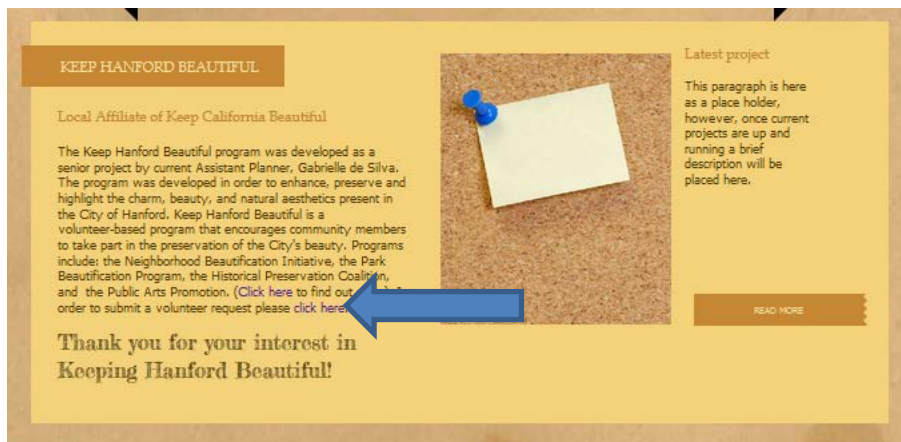 KEEP HANFORD BEAUTIFUL
Local Affiliate of Keep California Beautiful
The Keep Hanford Beautiful program was developed as a
senior project by current Assistant Planner, Gabrielle de Silva.
The program was developed in order to enhance, preserve and
highlight the charm, beauty, and natural aesthetics present in
the City of Hanford. Keep Hanford Beautiful is a
volunteer-based program that encourages community members
to take part in the preservation of the City's beauty. Programs
include: the Neighborhood Beautification Initiative, the Park
Beautification Program, the Historical Preservation Coalition,
and the Public Arts Promotion. (Click here to find out
order to submit a volunteer request please click here
Thank you for your interest in
Keeping Hanford Beautiful!
Latest project
This paragraph is here
as a place holder,
however, once current
projects are up and
running a brief
description will be
placed here.
READ MORE